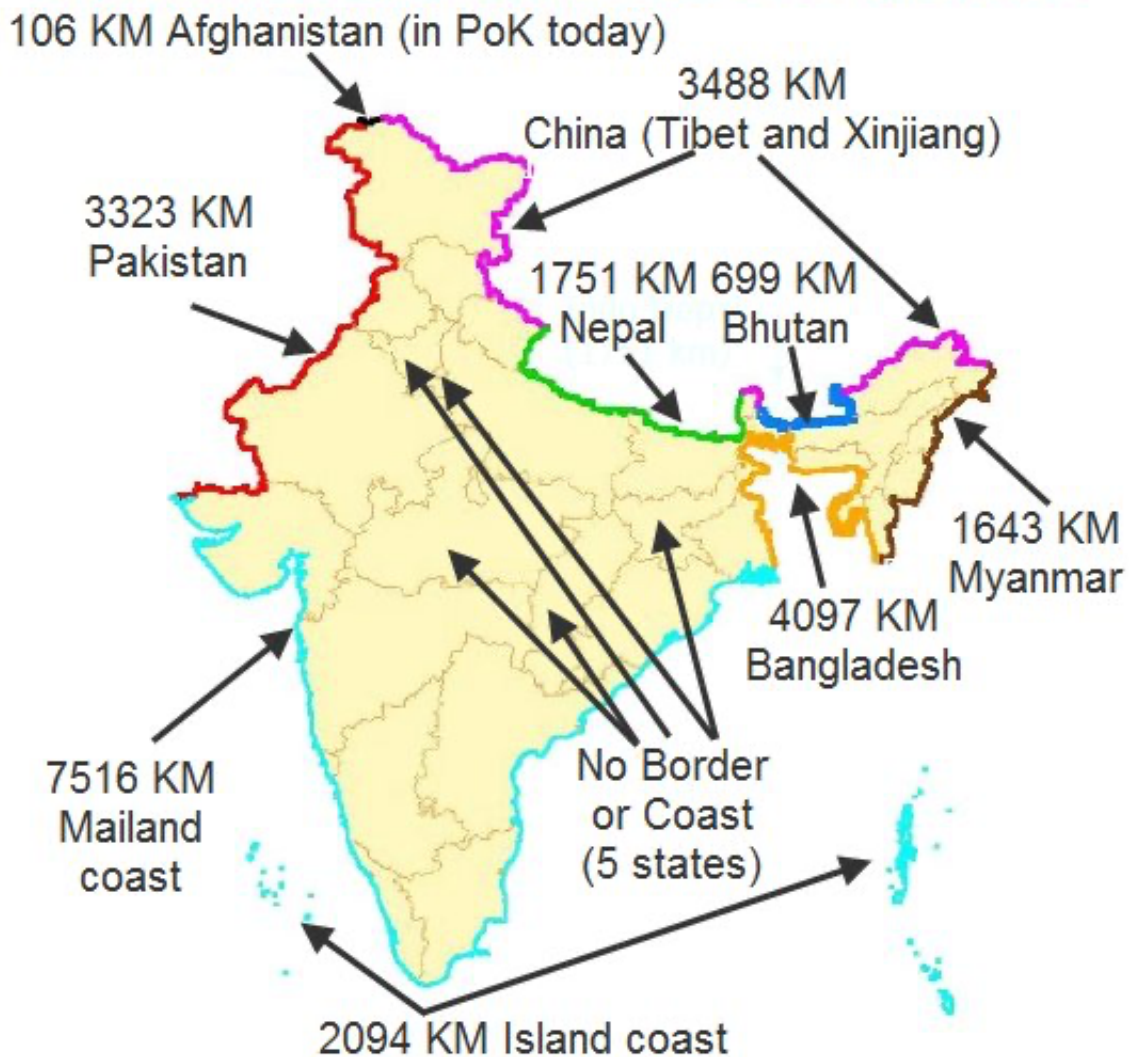 106 KM Afghanistan (in PoK today)
3488 KM
China (Tibet and Xinjiang)
3323 KM
Pakistan
1751 KM
Nepal
699 KM
Bhutan
1643 KM
Myanmar
4097 KM
Bangladesh
7516 KM
Mailand
coast
No Border
or Coast
(5 states)
2094 KM Island coast